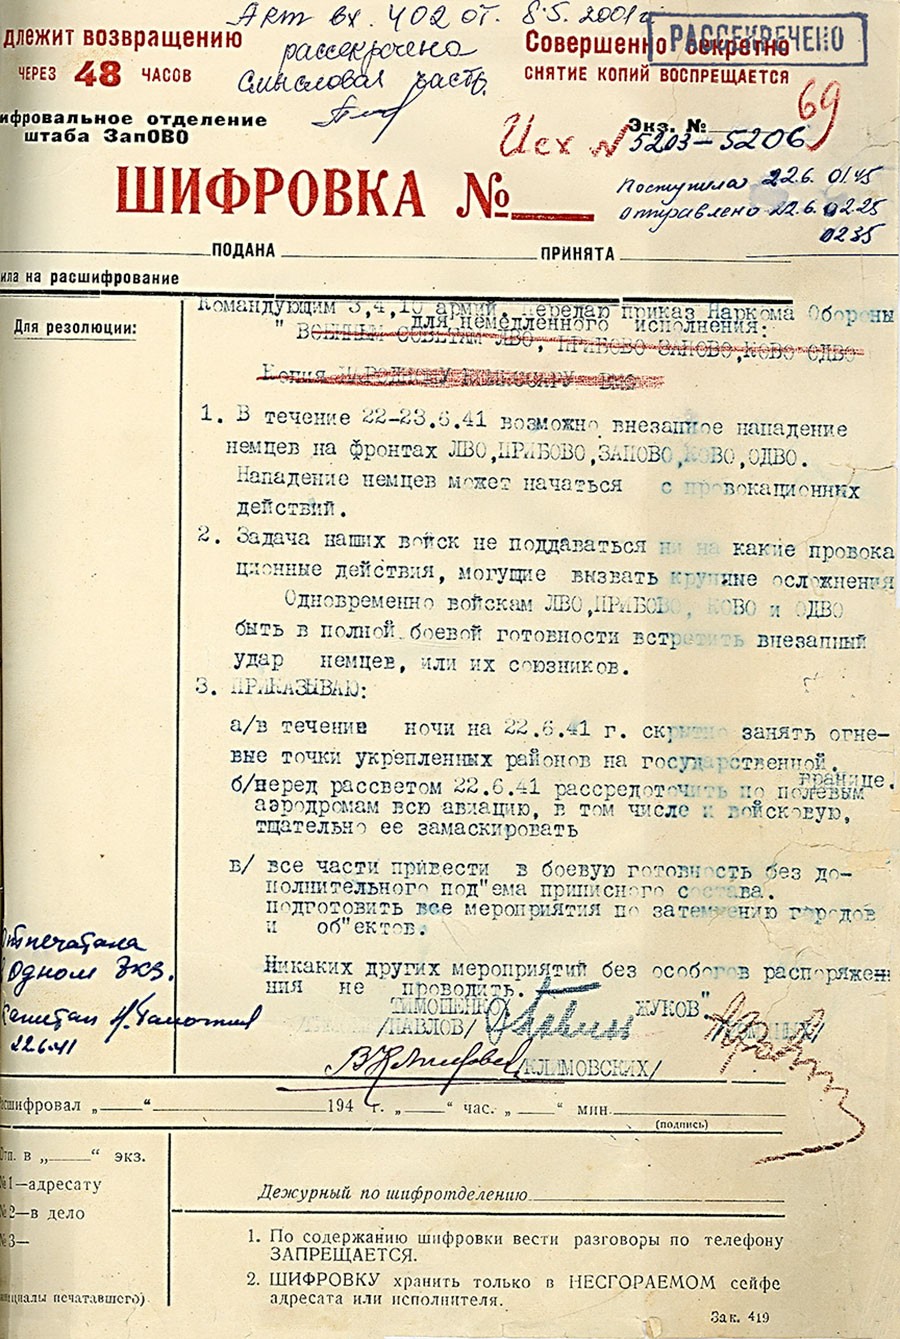 Акт вх. 402 от 8.5.2001г
рассекречена
смысловая часть.
РАССЕКРЕЧЕНО
длежит возвращению
ЧЕРЕЗ 48 ЧАСОВ
Совершенно секретно
СНЯТИЕ КОПИЙ ВОСПРЕЩАЕТСЯ
69
ифровальное отделение
штаба ЗапОВО
Экз. №
Исх № 5203-5206
ШИФРОВКА №
Поступила 22.6. 01.45
Отправлено 22.6. 02.25
02 35
ПОДАНА ПРИНЯТА
ила на расшифрование
Для резолюции:
Командующим 3,4,10 армий. передаю приказ Наркома Обороны
для немедленного исполнения:
" ВОЕННЫМ СОВЕТАМ ЛВО, ПРИБОВО ЗАПОВО,КОВО ОДВО
Копия НАРОДНОМУ КОМИССАРУ ВМФ
1. В течение 22-23.6.41 возможно внезапное нападение
немцев на фронтах ЛВО,ПРИБОВО,ЗАПОВО,КОВО,ОДВО.
Нападение немцев может начаться с провокационных
действий.
2. Задача наших войск не поддаваться ни на какие провока
ционные действия, могущие вызвать крупные осложнения
Одновременно войскам ЛВО,ПРИБОВО, КОВО и ОДВО
быть в полной боевой готовности встретить внезапный
удар немцев, или их союзников.
3. ПРИКАЗЫВАЮ:
а/в течение ночи на 22.6.41 г. скрытно занять огне-
вые точки укрепленных районов на государственной
границе.
б/перед рассветом 22.6.41 рассредоточить по полевым
аэродромам всю авиацию, в том числе и войсковую,
тщательно ее замаскировать
в/ все части привести в боевую готовность без до-
полнительного под"ема приписного состава.
подготовить все мероприятия по затемнению городов
и об"ектов.
Никаких других мероприятий без особого распоряже
ния не проводить.
ТИМОШЕНКО ЖУКОВ"
/ПАВЛОВ/ Павлов /ФОМИНЫХ/
/КЛИМОВСКИХ/
Отпечатана
Одном экз.
Капитан
22.6.41
асшифровал „ “ 194 г. „ “ час. „ “ мин.
(подпись)
Отп. в „ “ экз.
№1—адресату
№2—в дело
№3—
ициалы печатавшего)
Дежурный по шифротделению
1. По содержанию шифровки вести разговоры по телефону
ЗАПРЕЩАЕТСЯ.
2. ШИФРОВКУ хранить только в НЕСГОРАЕМОМ сейфе
адресата или исполнителя.
Зак. 419